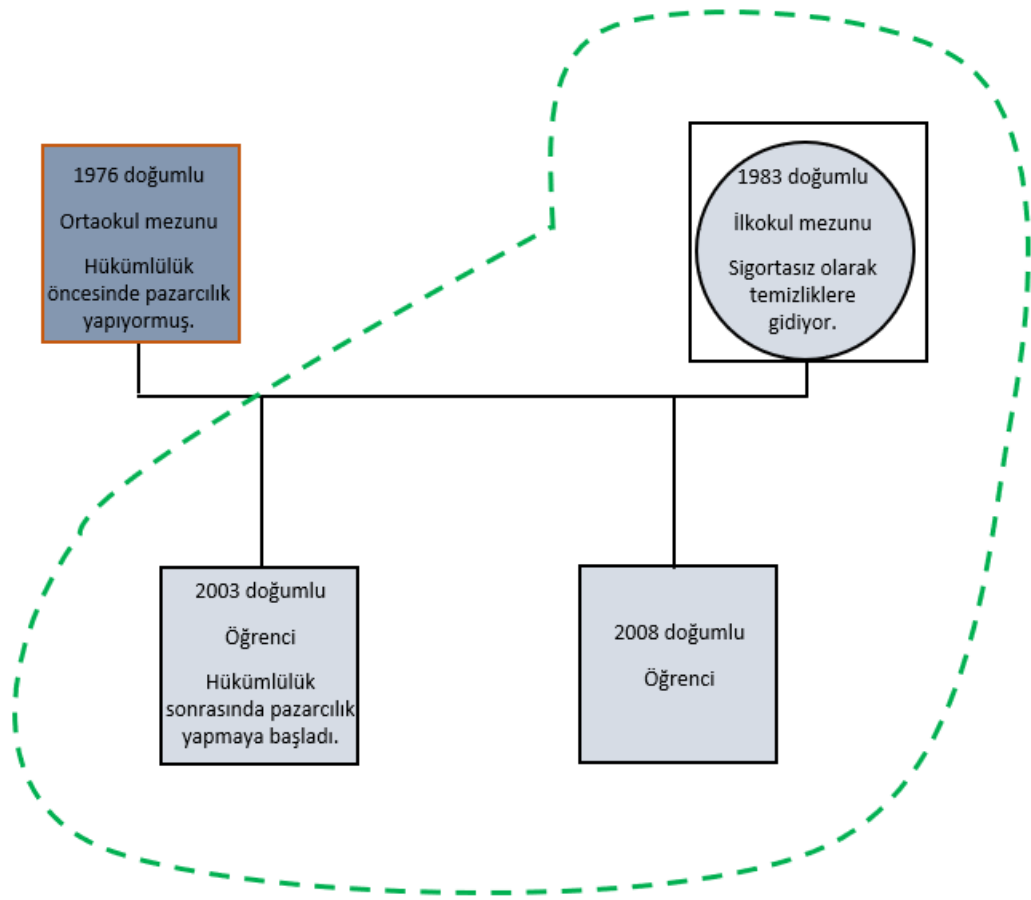 1976 doğumlu
Ortaokul mezunu
Hükümlülük
öncesinde pazarcılık
yapıyormuş.
1983 doğumlu
İlkokul mezunu
Sigortasız olarak
temizliklere
gidiyor.
2003 doğumlu
Öğrenci
Hükümlülük
sonrasında pazarcılık
yapmaya başladı.
2008 doğumlu
Öğrenci